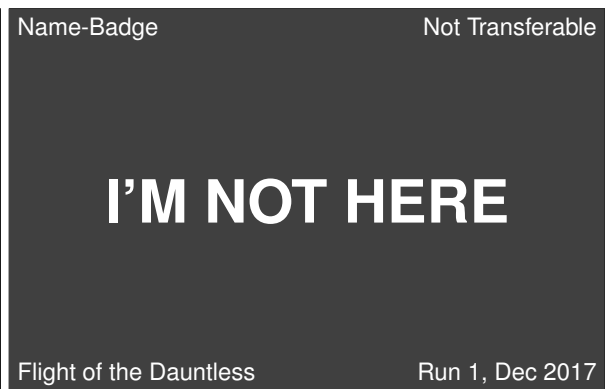 Name-Badge Not Transferable
I’M NOT HERE
Flight of the Dauntless Run 1, Dec 2017